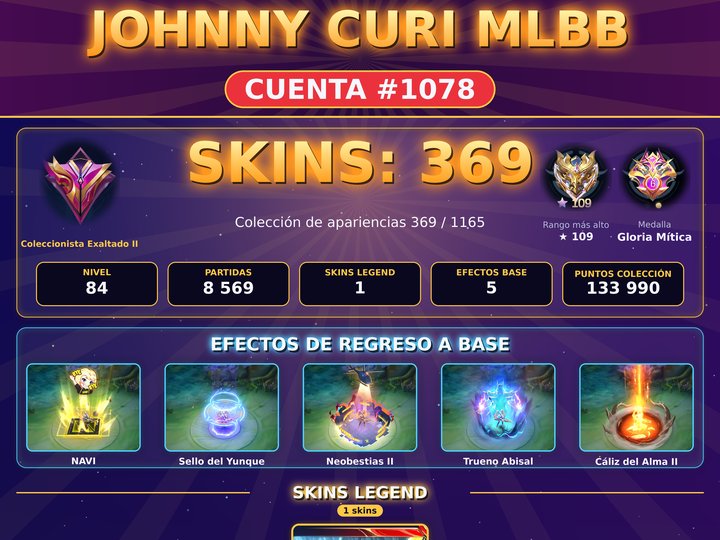 JOHNNY CURI MLBB
CUENTA #1078
SKINS: 369
109
Colección de apariencias 369 / 1165
Coleccionista Exaltado II
Rango más alto
★ 109
Medalla
Gloria Mítica
NIVEL
84
PARTIDAS
8 569
SKINS LEGEND
1
EFECTOS BASE
5
PUNTOS COLECCIÓN
133 990
EFECTOS DE REGRESO A BASE
NAVI
Sello del Yunque
Neobestias II
Trueno Abisal
Cáliz del Alma II
SKINS LEGEND
1 skins